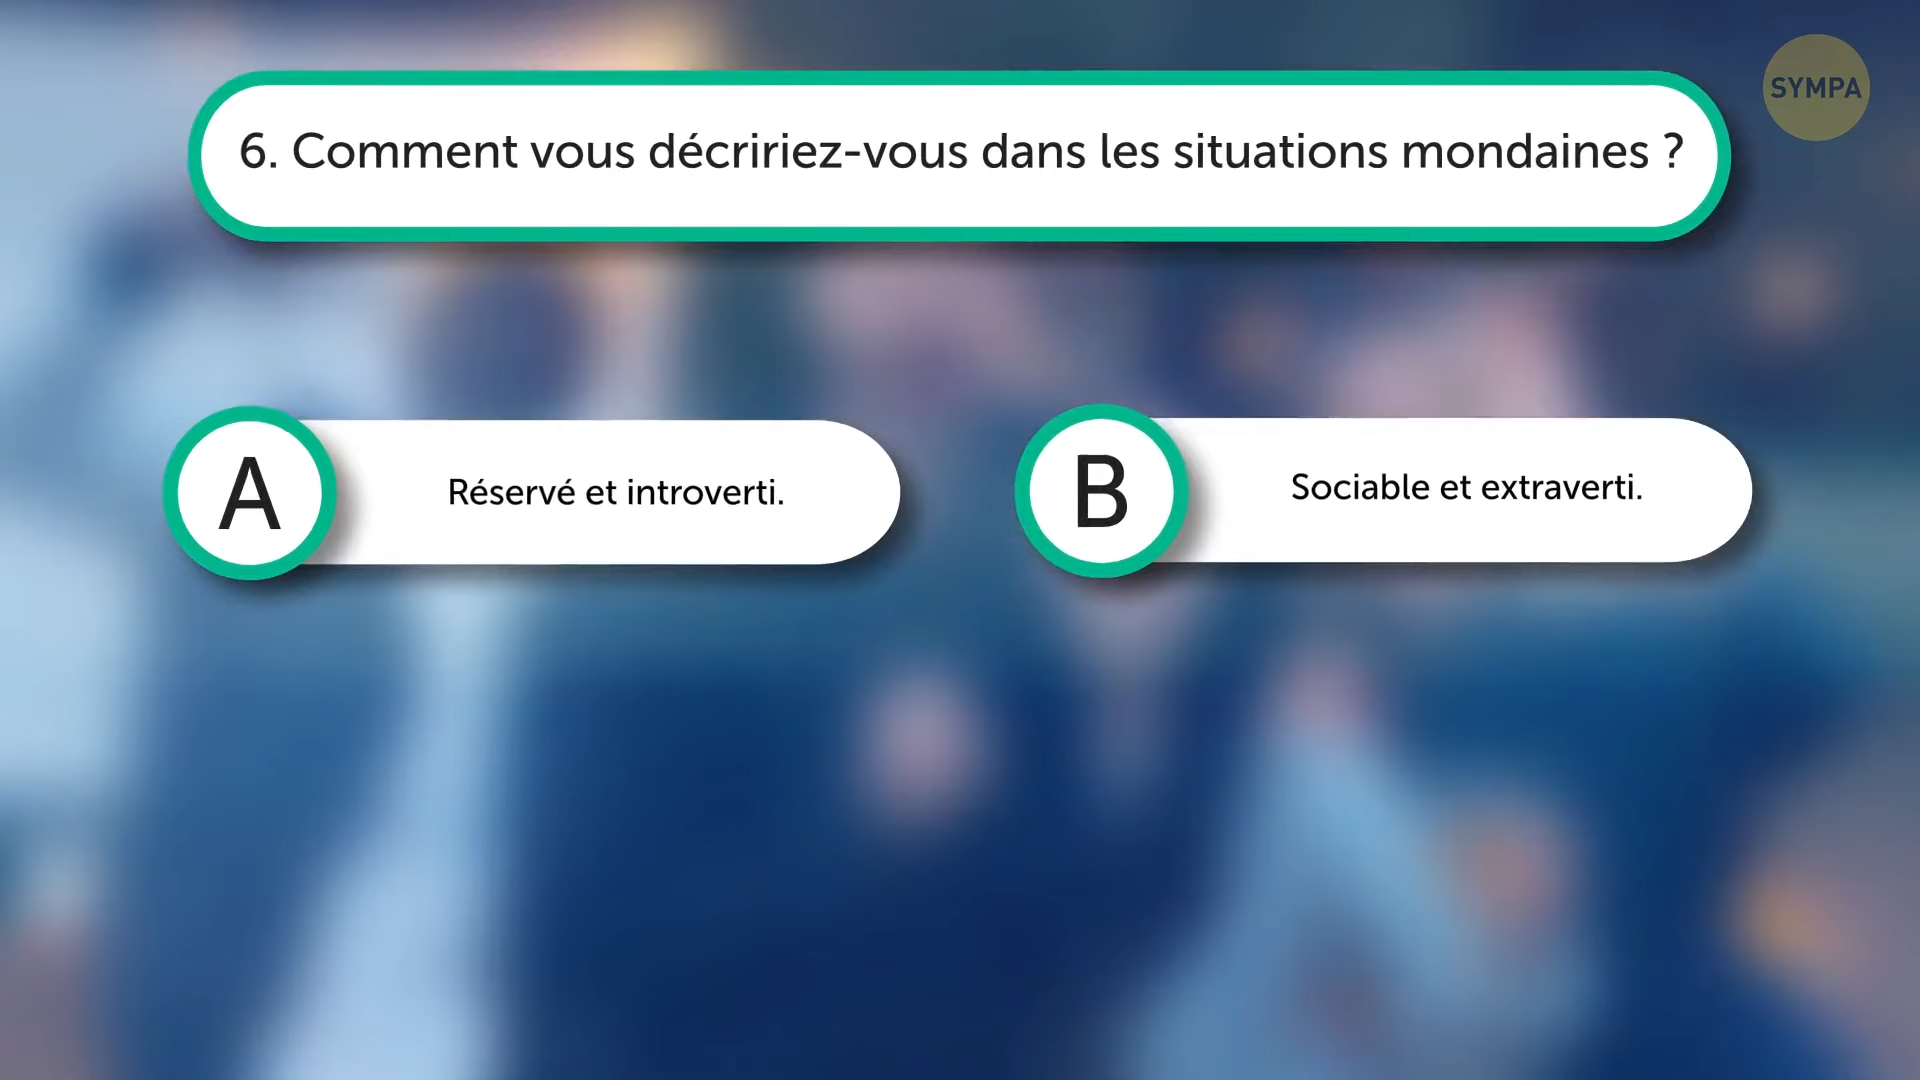 SYMPA
6. Comment vous décririez-vous dans les situations mondaines ?
A
Réservé et introverti.
B
Sociable et extraverti.